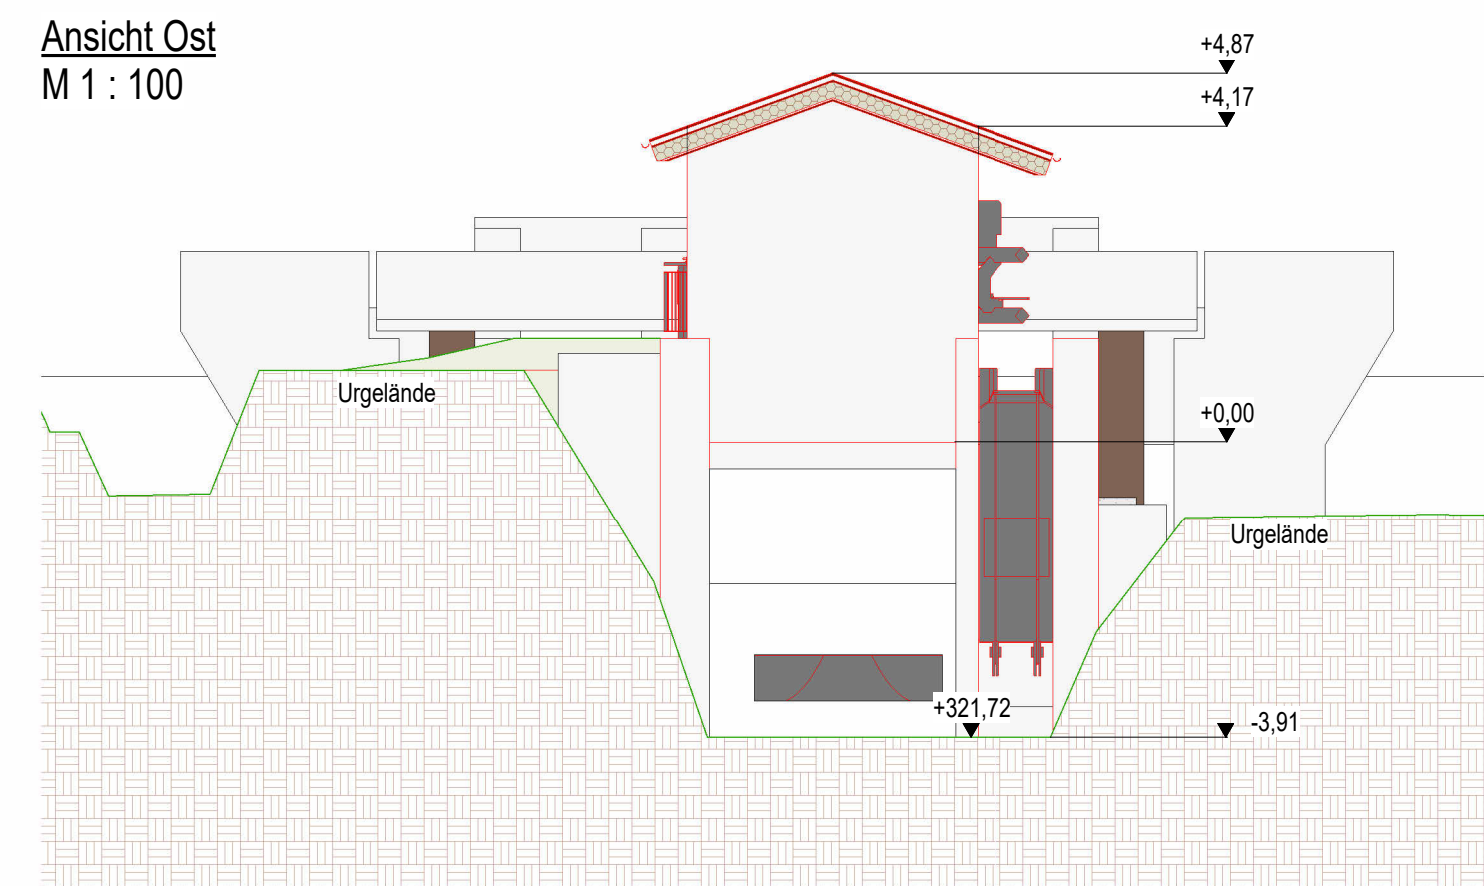 Ansicht Ost
M 1 : 100
+4,87
+4,17
Urgelände
+0,00
Urgelände
+321,72
-3,91